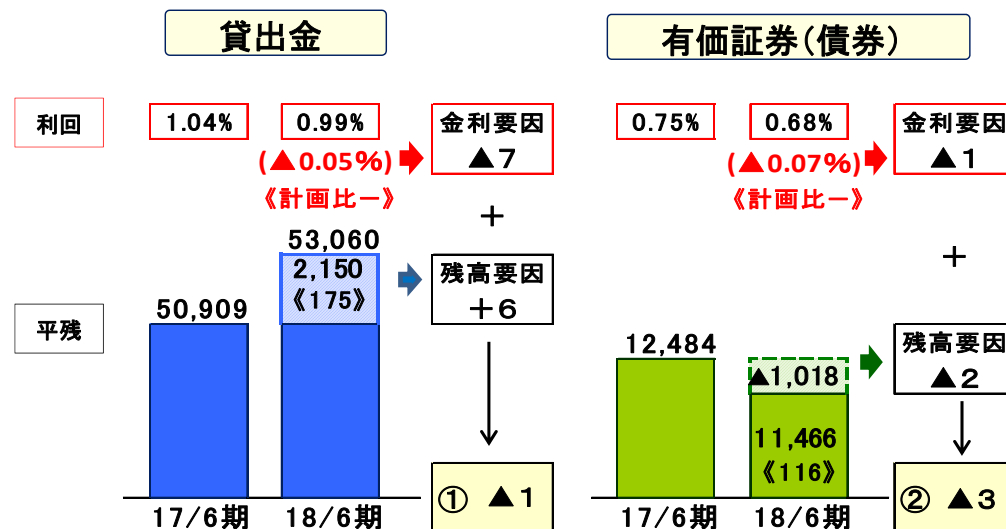 貸出金
利回
1.04%
0.99%
(▲0.05%)
《計画比ー》
金利要因
▲7
+
平残
50,909
53,060
2,150
《175》
残高要因
+6
① ▲1
17/6期
18/6期
有価証券(債券)
0.75%
0.68%
(▲0.07%)
《計画比ー》
金利要因
▲1
+
12,484
▲1,018
11,466
《116》
残高要因
▲2
② ▲3
17/6期
18/6期